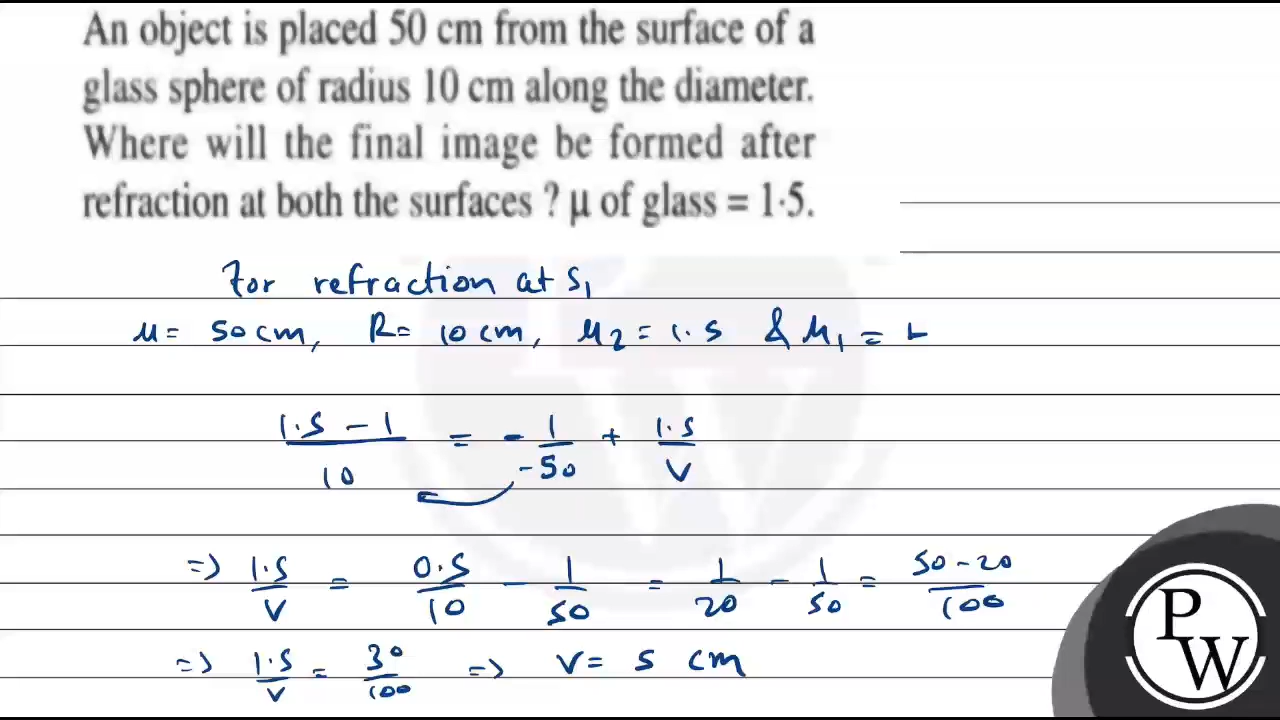 An object is placed 50 cm from the surface of a
glass sphere of radius 10 cm along the diameter.
Where will the final image be formed after
refraction at both the surfaces ? μ of glass = 1·5.
For refraction at S₁
u = 50 cm, R = 10 cm, μ₂ = 1.5 & μ₁ = 1
(1.5 - 1)/10 = - 1/-50 + 1.5/v
=> 1.5/v = 0.5/10 - 1/50 = 1/20 - 1/50 = (50-20)/100
=> 1.5/v = 30/100 => v = 5 cm
P
W